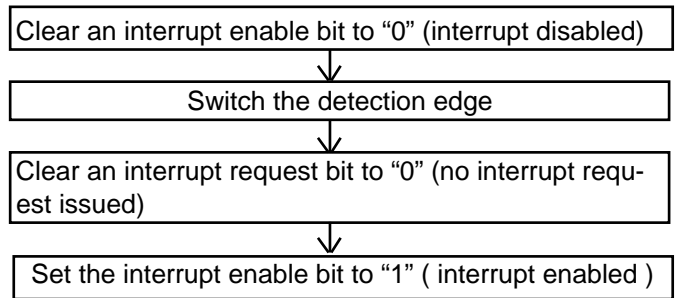 Clear an interrupt enable bit to “0” (interrupt disabled)
Switch the detection edge
Clear an interrupt request bit to “0” (no interrupt requ-
est issued)
Set the interrupt enable bit to “1” ( interrupt enabled )